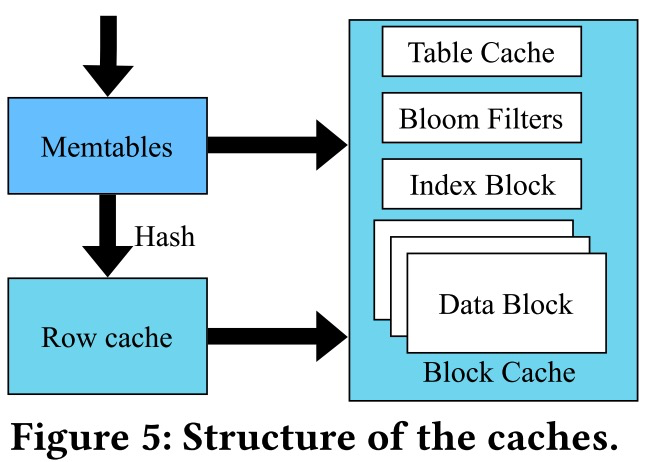 Memtables
Hash
Row cache
Table Cache
Bloom Filters
Index Block
Data Block
Block Cache
Figure 5: Structure of the caches.